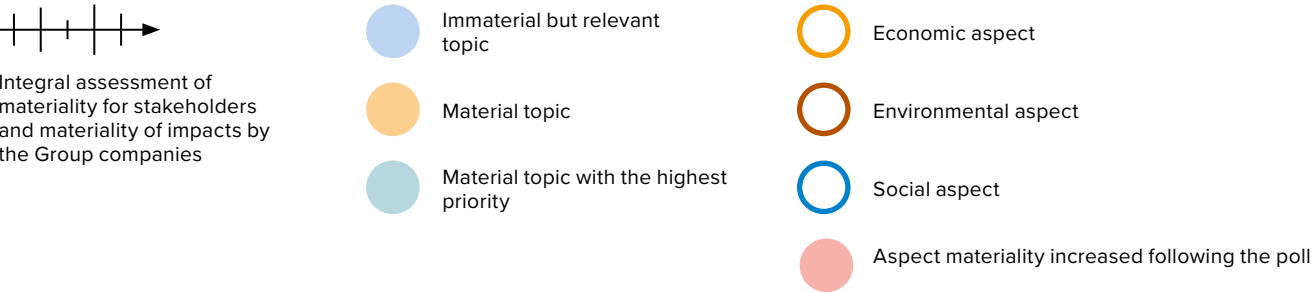 Integral assessment of
materiality for stakeholders
and materiality of impacts by
the Group companies
Immaterial but relevant
topic
Material topic
Material topic with the highest
priority
Economic aspect
Environmental aspect
Social aspect
Aspect materiality increased following the poll